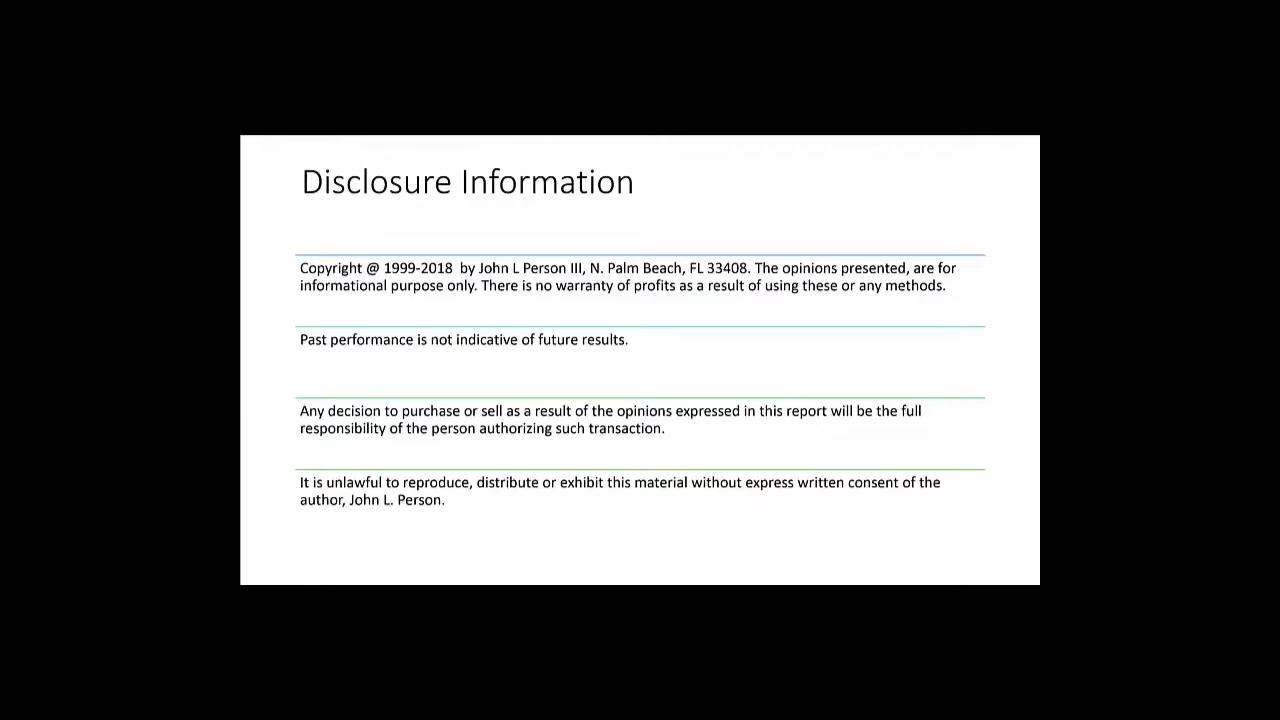 Disclosure Information
Copyright @ 1999-2018  by John L Person III, N. Palm Beach, FL 33408. The opinions presented, are for
informational purpose only. There is no warranty of profits as a result of using these or any methods.
Past performance is not indicative of future results.
Any decision to purchase or sell as a result of the opinions expressed in this report will be the full
responsibility of the person authorizing such transaction.
It is unlawful to reproduce, distribute or exhibit this material without express written consent of the
author, John L. Person.